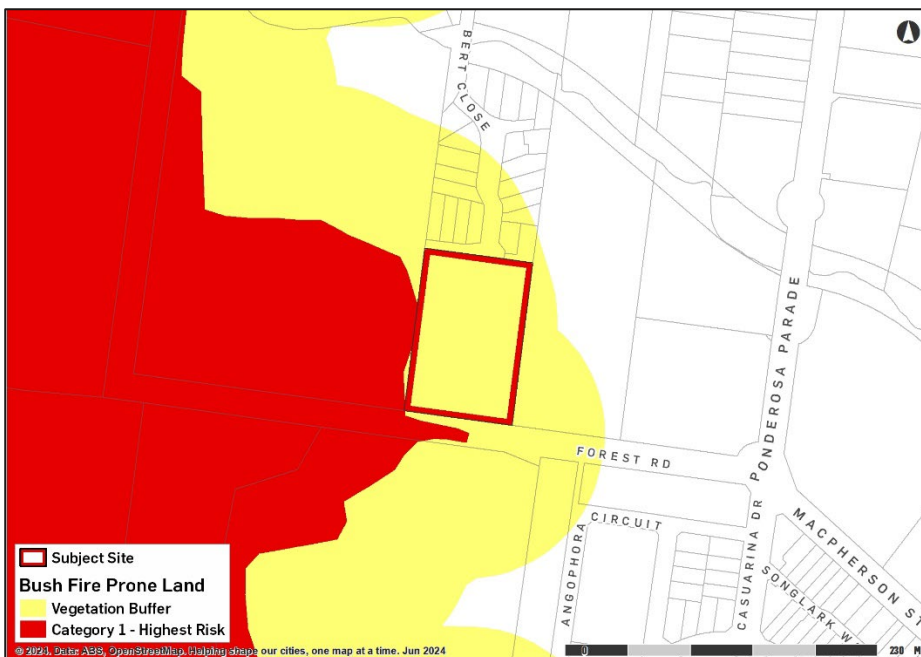 BERT CLOSE
PONDEROSA PARADE
FOREST RD
ANGOPHORA CIRCUIT
CASUARINA DR
MACPHERSON ST
SONGLARK W
Subject Site
Bush Fire Prone Land
Vegetation Buffer
Category 1 - Highest Risk
© 2024. Data: ABS, OpenStreetMap. Helping shape our cities, one map at a time. Jun 2024
0 230 M